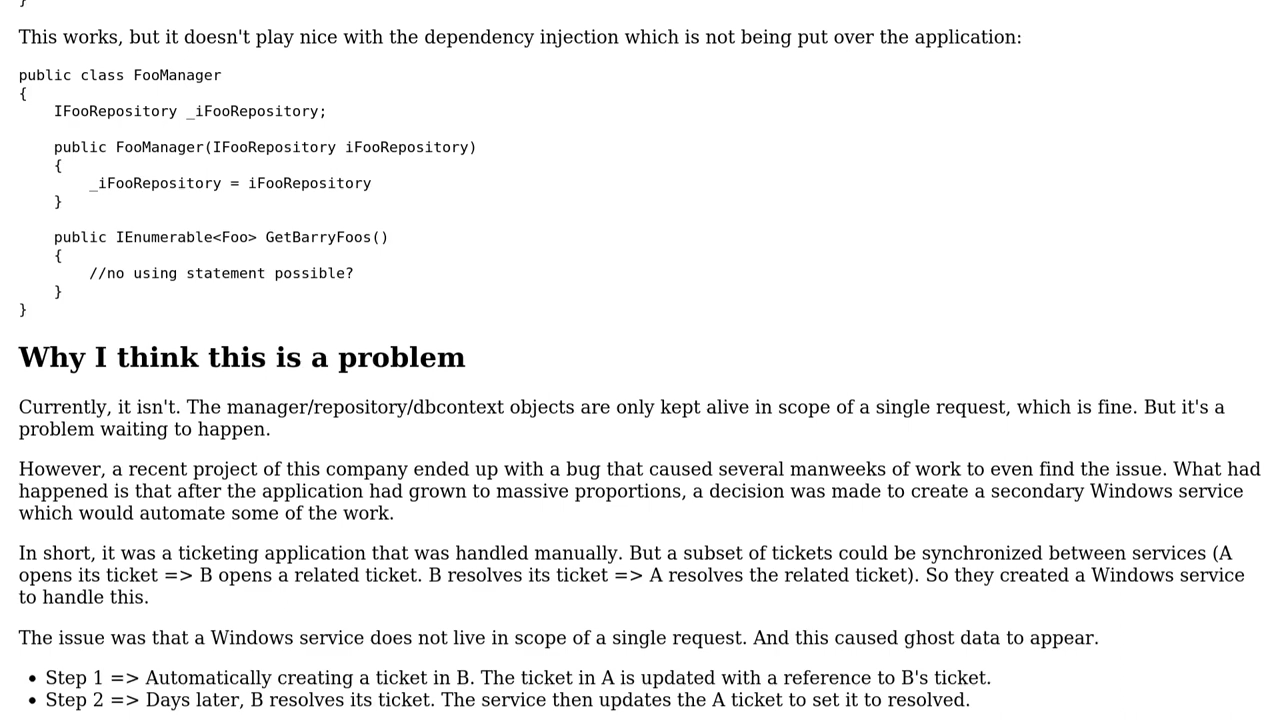 }
This works, but it doesn't play nice with the dependency injection which is not being put over the application:
public class FooManager
{
    IFooRepository _iFooRepository;
    public FooManager(IFooRepository iFooRepository)
    {
        _iFooRepository = iFooRepository
    }
    public IEnumerable<Foo> GetBarryFoos()
    {
        //no using statement possible?
    }
}
Why I think this is a problem
Currently, it isn't. The manager/repository/dbcontext objects are only kept alive in scope of a single request, which is fine. But it's a
problem waiting to happen.
However, a recent project of this company ended up with a bug that caused several manweeks of work to even find the issue. What had
happened is that after the application had grown to massive proportions, a decision was made to create a secondary Windows service
which would automate some of the work.
In short, it was a ticketing application that was handled manually. But a subset of tickets could be synchronized between services (A
opens its ticket => B opens a related ticket. B resolves its ticket => A resolves the related ticket). So they created a Windows service
to handle this.
The issue was that a Windows service does not live in scope of a single request. And this caused ghost data to appear.
• Step 1 => Automatically creating a ticket in B. The ticket in A is updated with a reference to B's ticket.
• Step 2 => Days later, B resolves its ticket. The service then updates the A ticket to set it to resolved.